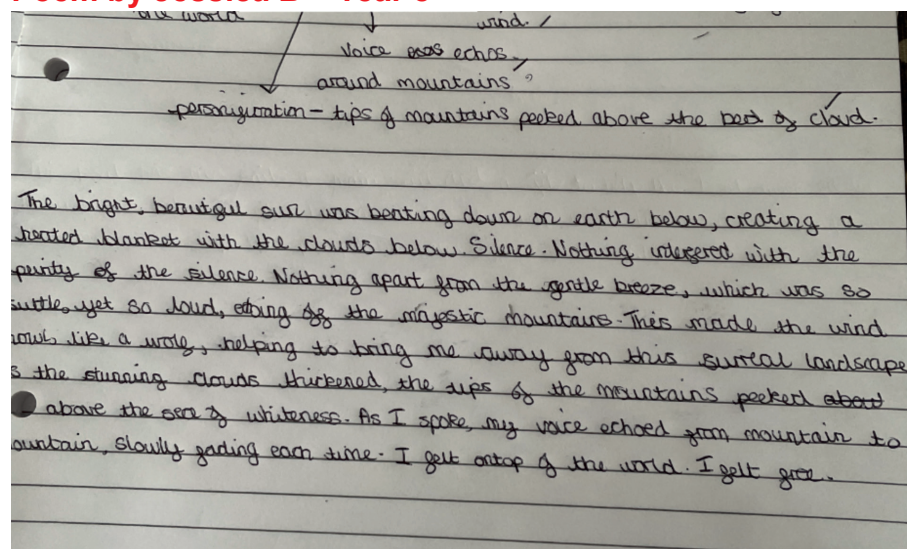 the world
wind.
Voice echos
around mountains
personiguration - tips of mountains peeked above the bed of cloud.
The bright, beautiful sun was beating down on earth below, creating a
heated blanket with the clouds below. Silence. Nothing interfered with the
purity of the silence. Nothing apart from the gentle breeze, which was so
suttle, yet so loud, echoing off the majestic mountains. This made the wind
howl like a wolf, helping to bring me away from this surreal landscape
s the stunning clouds thickened, the tips of the mountains peeked
above the sea of whiteness. As I spoke, my voice echoed from mountain to
ountain, slowly fading each time. I felt ontop of the world. I felt free.